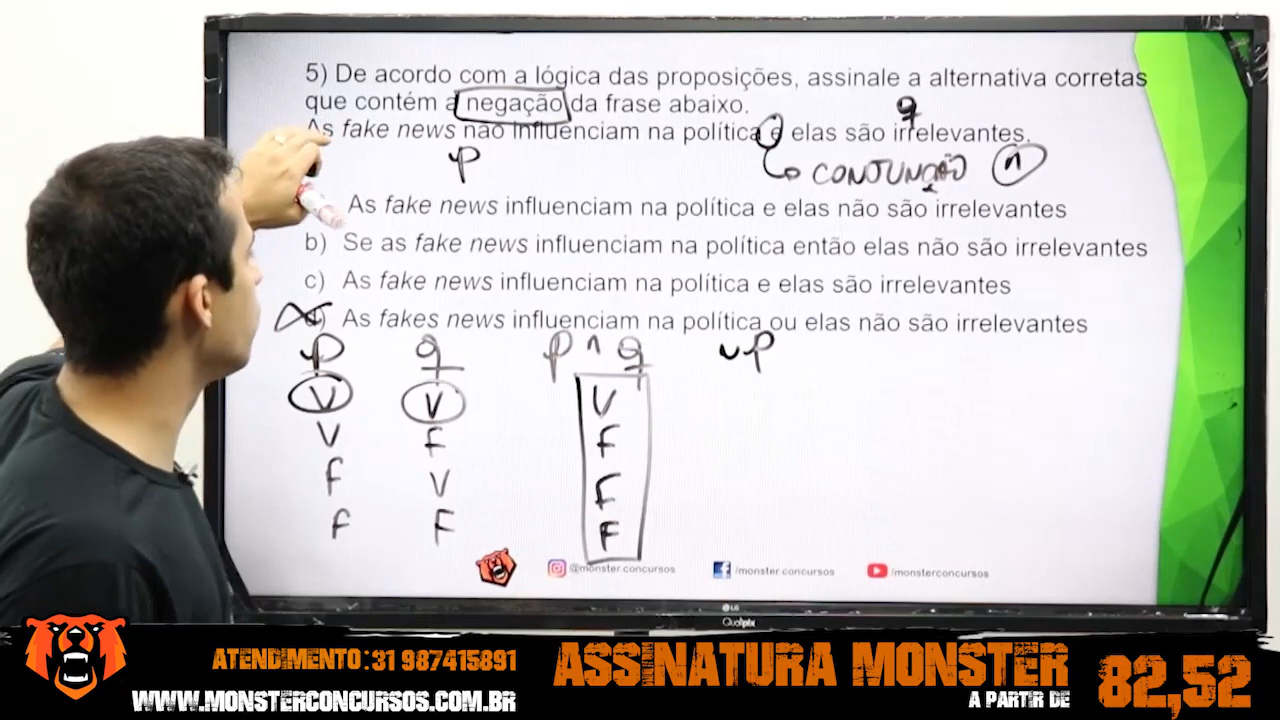 5) De acordo com a lógica das proposições, assinale a alternativa corretas
que contém a negação da frase abaixo.
q
As fake news não influenciam na política e elas são irrelevantes.
p
CONJUNÇÃO ∧
As fake news influenciam na política e elas não são irrelevantes
b) Se as fake news influenciam na política então elas não são irrelevantes
c) As fake news influenciam na política e elas são irrelevantes
d) As fakes news influenciam na política ou elas não são irrelevantes
p q p ∧ q ~p
V V V
V F F
F V F
F F F
@monster.concursos /monster.concursos /monsterconcursos
LG
Qualipix
ATENDIMENTO: 31 987415891
WWW.MONSTERCONCURSOS.COM.BR
ASSINATURA MONSTER
A PARTIR DE
82,52